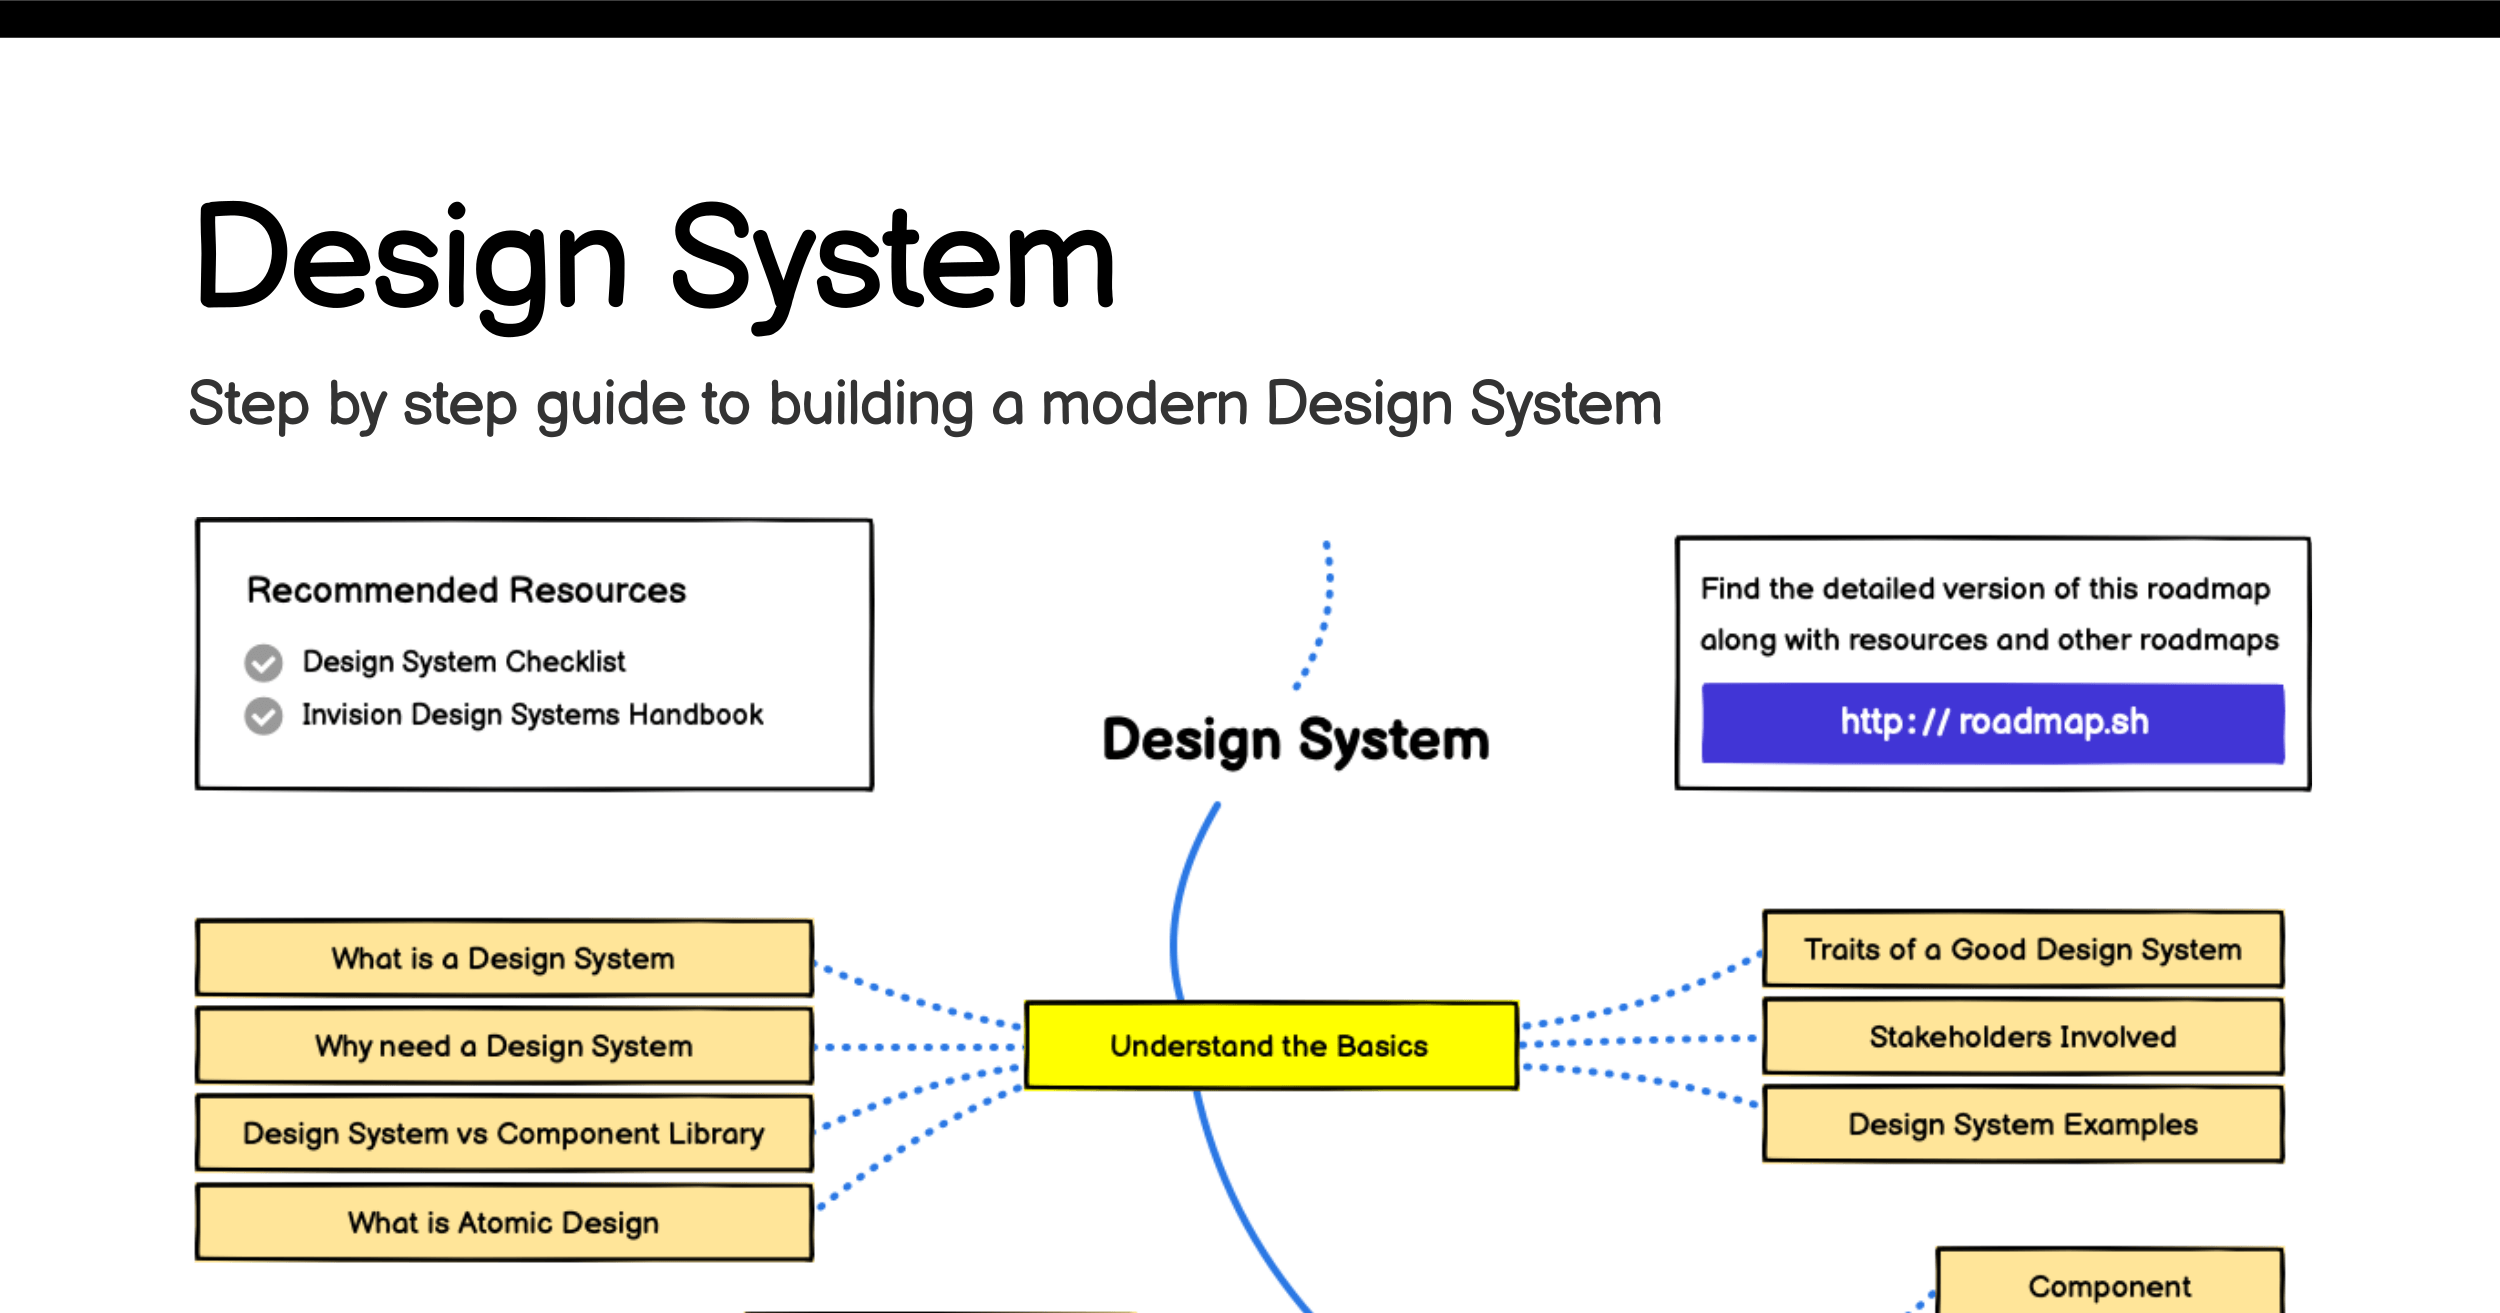 Design System
Step by step guide to building a modern Design System
Recommended Resources
Design System Checklist
Invision Design Systems Handbook
Find the detailed version of this roadmap
along with resources and other roadmaps
http://roadmap.sh
Design System
What is a Design System
Why need a Design System
Design System vs Component Library
What is Atomic Design
Understand the Basics
Traits of a Good Design System
Stakeholders Involved
Design System Examples
Component